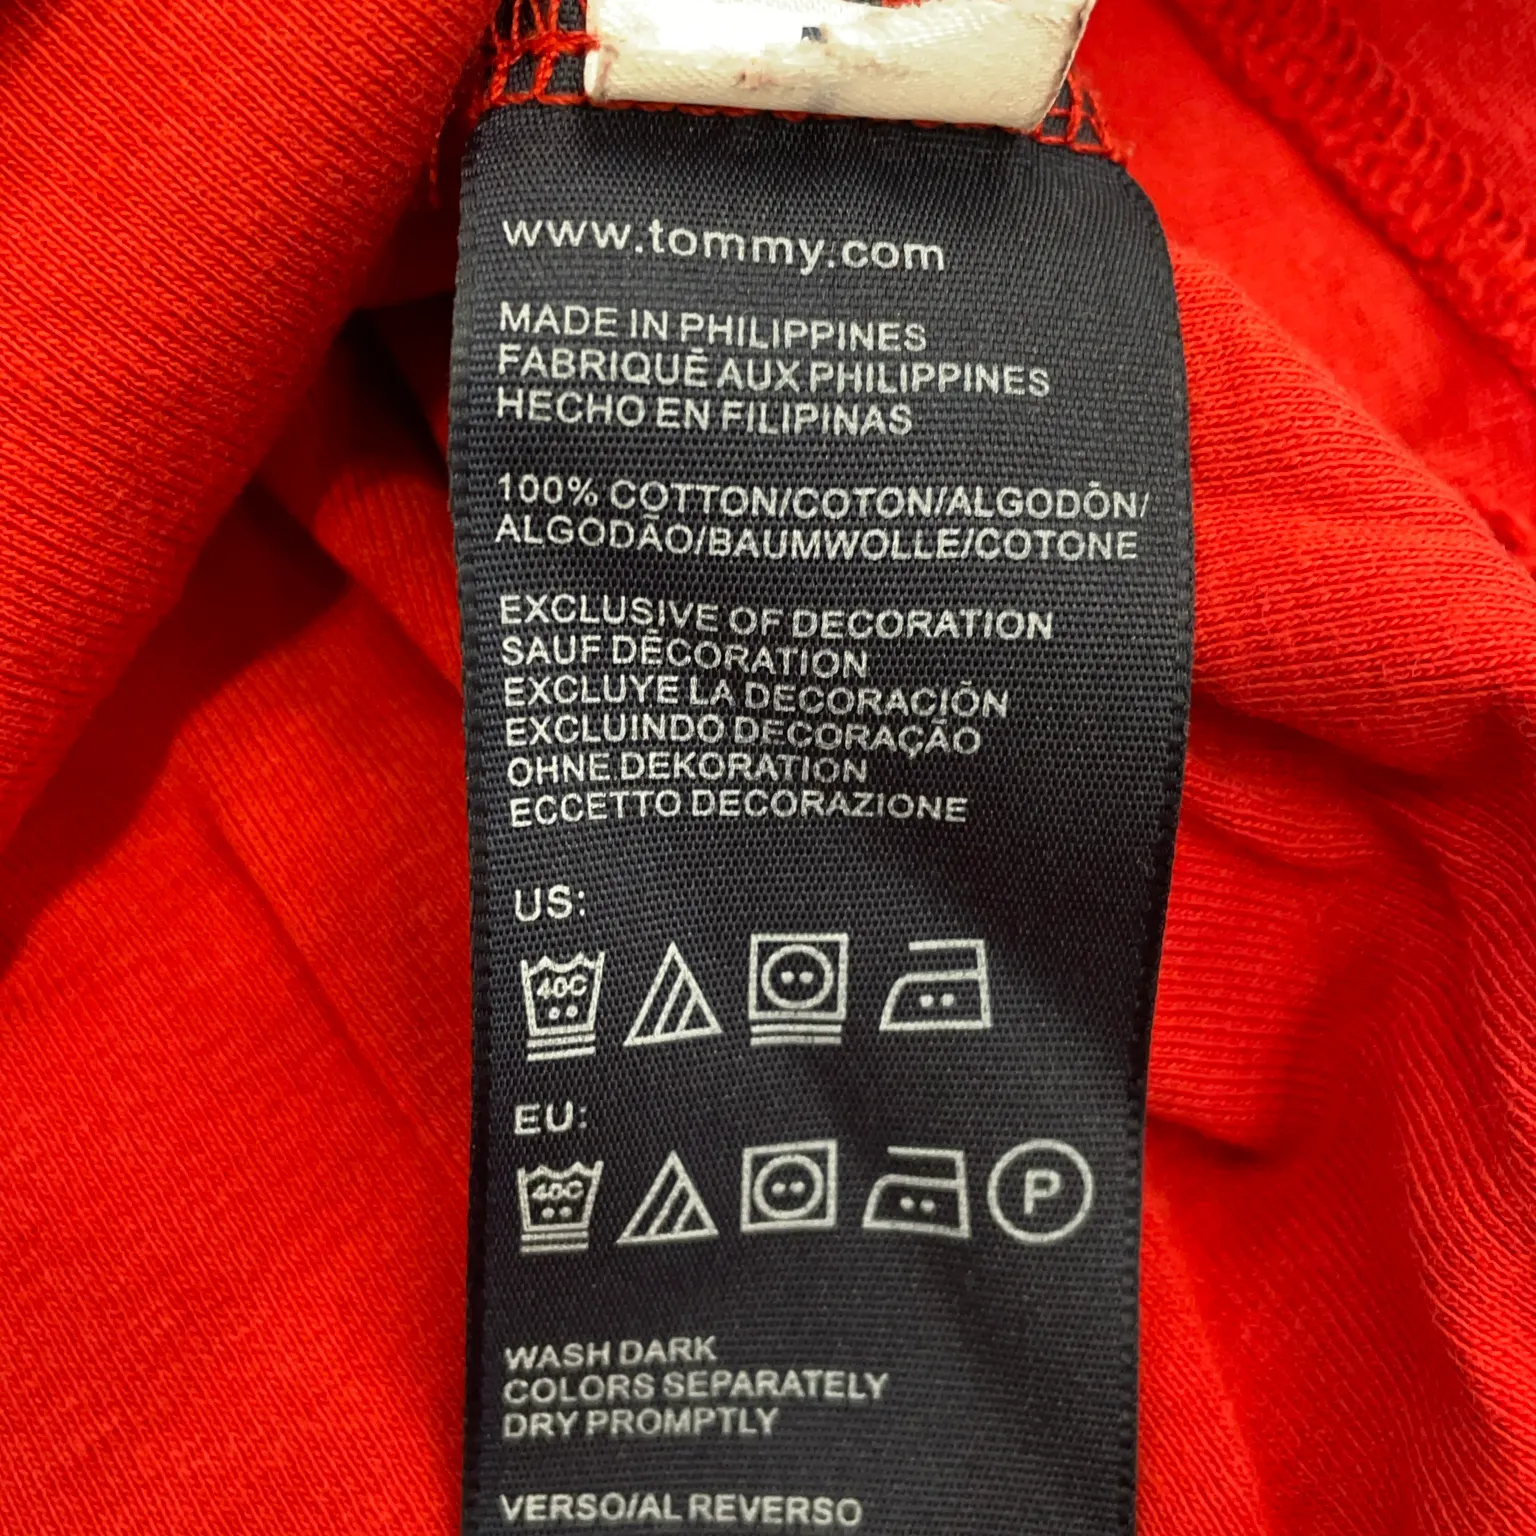 www.tommy.com
MADE IN PHILIPPINES
FABRIQUÉ AUX PHILIPPINES
HECHO EN FILIPINAS
100% COTTON/COTON/ALGODÓN/
ALGODÃO/BAUMWOLLE/COTONE
EXCLUSIVE OF DECORATION
SAUF DÉCORATION
EXCLUYE LA DECORACIÓN
EXCLUINDO DECORAÇÃO
OHNE DEKORATION
ECCETTO DECORAZIONE
US:
40C
EU:
40C P
WASH DARK
COLORS SEPARATELY
DRY PROMPTLY
VERSO/AL REVERSO